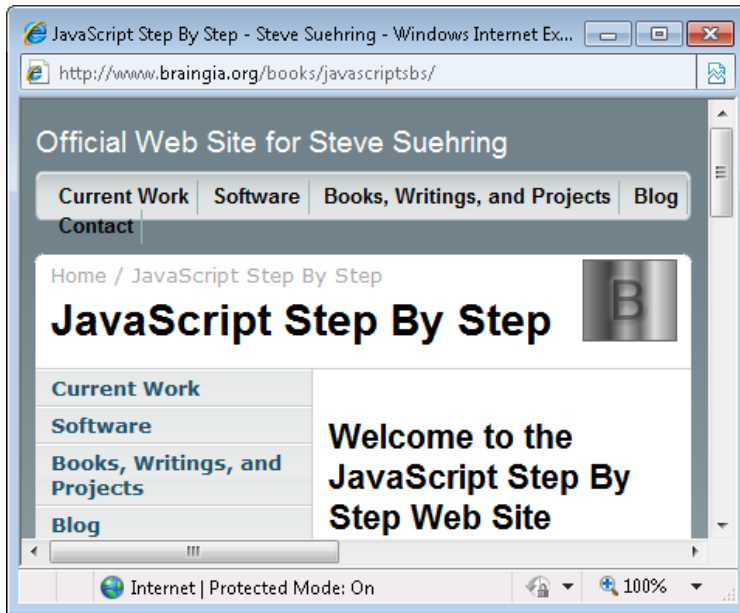 JavaScript Step By Step - Steve Suehring - Windows Internet Ex...
http://www.braingia.org/books/javascriptsbs/
Official Web Site for Steve Suehring
Current Work Software Books, Writings, and Projects Blog
Contact
Home / JavaScript Step By Step
JavaScript Step By Step
B
Current Work
Software
Books, Writings, and
Projects
Blog
Welcome to the
JavaScript Step By
Step Web Site
Internet | Protected Mode: On
100%